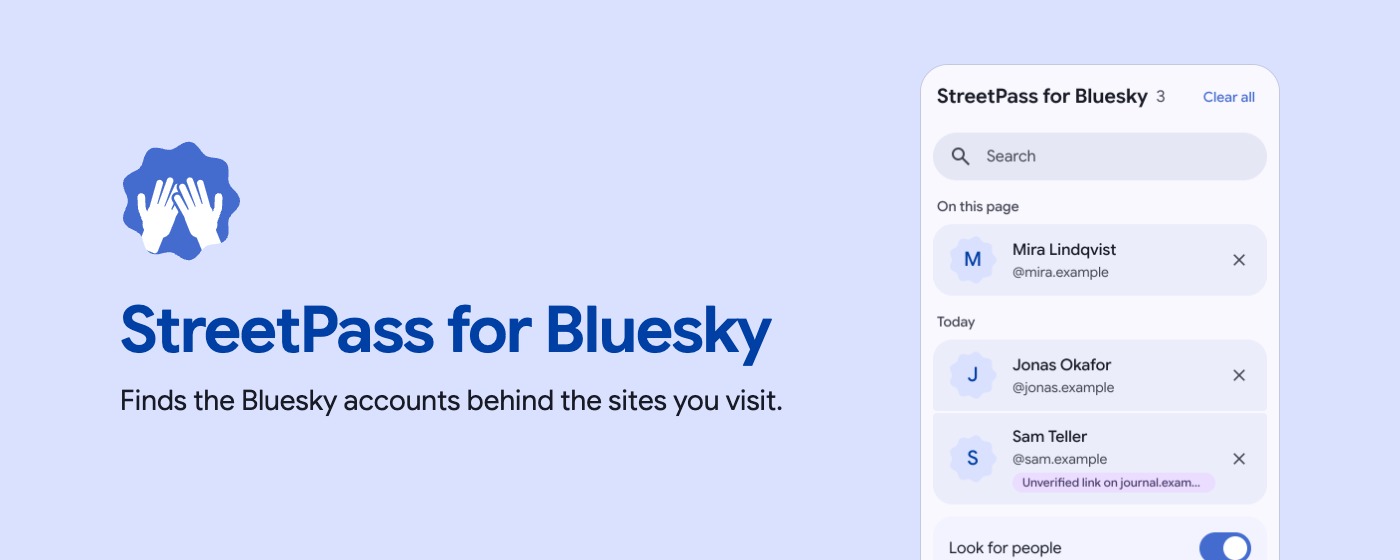 StreetPass for Bluesky
Finds the Bluesky accounts behind the sites you visit.
StreetPass for Bluesky 3 Clear all
Search
On this page
M
Mira Lindqvist
@mira.example
Today
J
Jonas Okafor
@jonas.example
S
Sam Teller
@sam.example
Unverified link on journal.exam...
Look for people